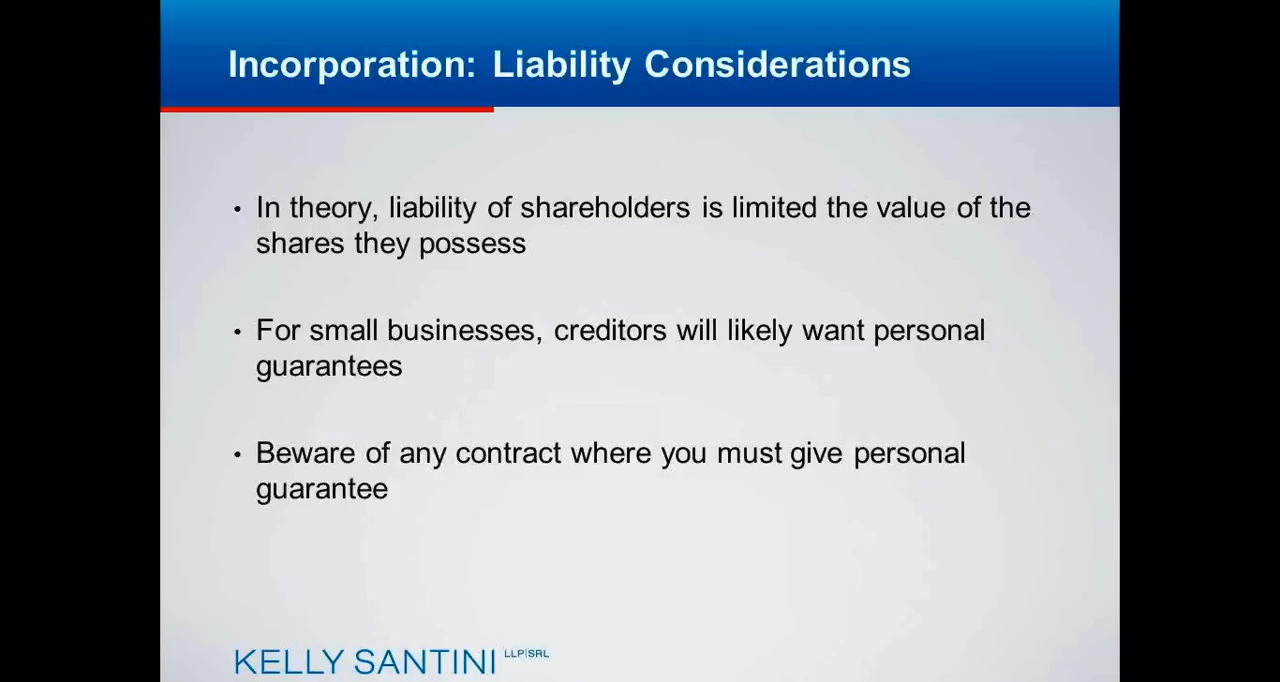 Incorporation: Liability Considerations
• In theory, liability of shareholders is limited the value of the
shares they possess
• For small businesses, creditors will likely want personal
guarantees
• Beware of any contract where you must give personal
guarantee
KELLY SANTINI LLP|SRL